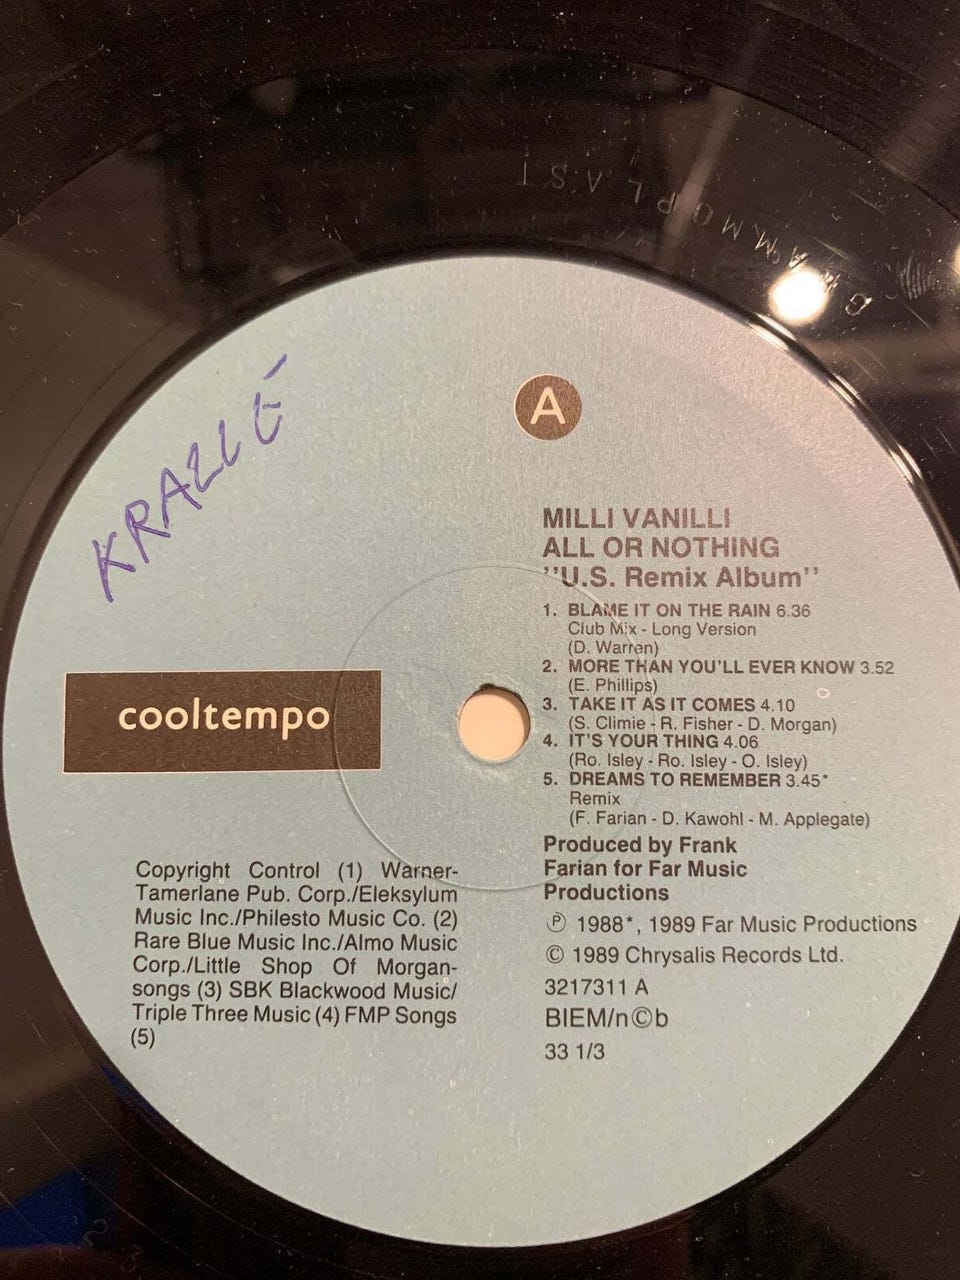 GRAMMOPLAST
KRALLE
A
MILLI VANILLI
ALL OR NOTHING
"U.S. Remix Album"
1. BLAME IT ON THE RAIN 6.36
Club Mix - Long Version
(D. Warren)
2. MORE THAN YOU'LL EVER KNOW 3.52
(E. Phillips)
3. TAKE IT AS IT COMES 4.10
(S. Climie - R. Fisher - D. Morgan)
4. IT'S YOUR THING 4.06
(Ro. Isley - Ro. Isley - O. Isley)
5. DREAMS TO REMEMBER 3.45*
Remix
(F. Farian - D. Kawohl - M. Applegate)
Produced by Frank
Farian for Far Music
Productions
℗ 1988*, 1989 Far Music Productions
© 1989 Chrysalis Records Ltd.
3217311 A
BIEM/n©b
33 1/3
cooltempo
Copyright Control (1) Warner-
Tamerlane Pub. Corp./Eleksylum
Music Inc./Philesto Music Co. (2)
Rare Blue Music Inc./Almo Music
Corp./Little Shop Of Morgan-
songs (3) SBK Blackwood Music/
Triple Three Music (4) FMP Songs
(5)